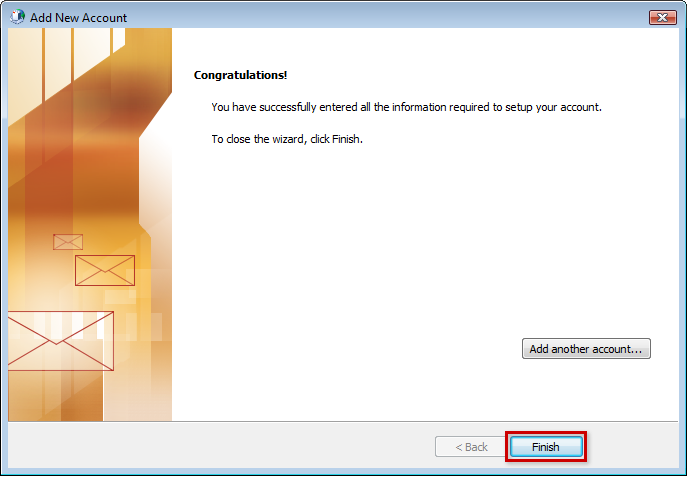 Add New Account
Congratulations!
You have successfully entered all the information required to setup your account.
To close the wizard, click Finish.
Add another account...
< Back
Finish